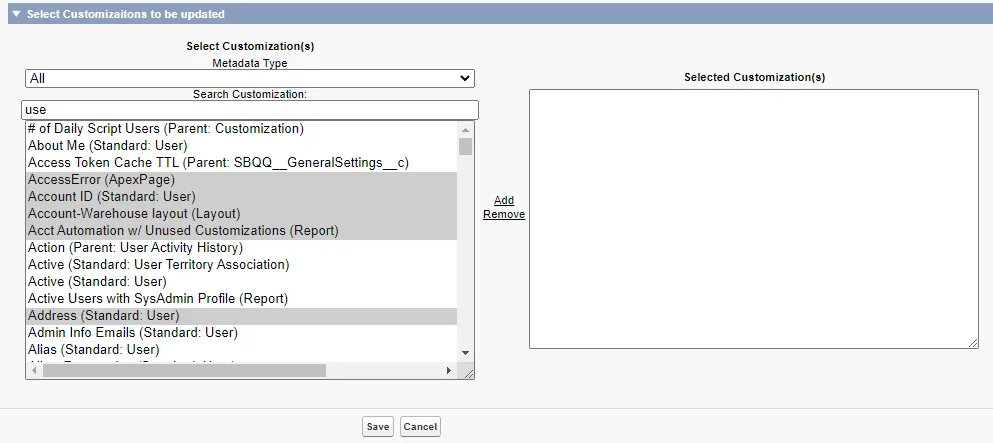 Select Customizaitons to be updated
Select Customization(s)
Metadata Type
All
Search Customization:
use
# of Daily Script Users (Parent: Customization)
About Me (Standard: User)
Access Token Cache TTL (Parent: SBQQ__GeneralSettings__c)
AccessError (ApexPage)
Account ID (Standard: User)
Account-Warehouse layout (Layout)
Acct Automation w/ Unused Customizations (Report)
Action (Parent: User Activity History)
Active (Standard: User Territory Association)
Active (Standard: User)
Active Users with SysAdmin Profile (Report)
Address (Standard: User)
Admin Info Emails (Standard: User)
Alias (Standard: User)
Add
Remove
Selected Customization(s)
Save
Cancel